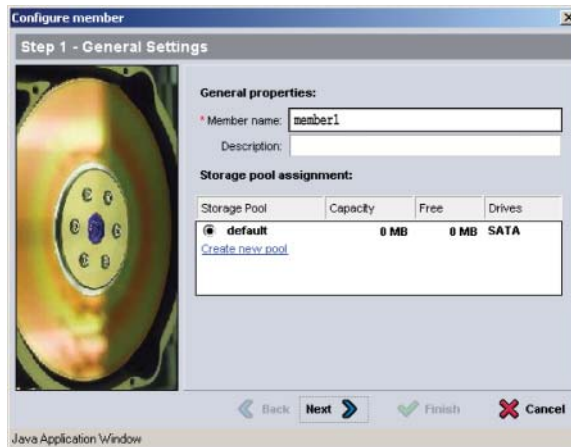 Configure member
Step 1 - General Settings
General properties:
* Member name: member1
Description:
Storage pool assignment:
Storage Pool Capacity Free Drives
default 0 MB 0 MB SATA
Create new pool
Back Next Finish Cancel
Java Application Window